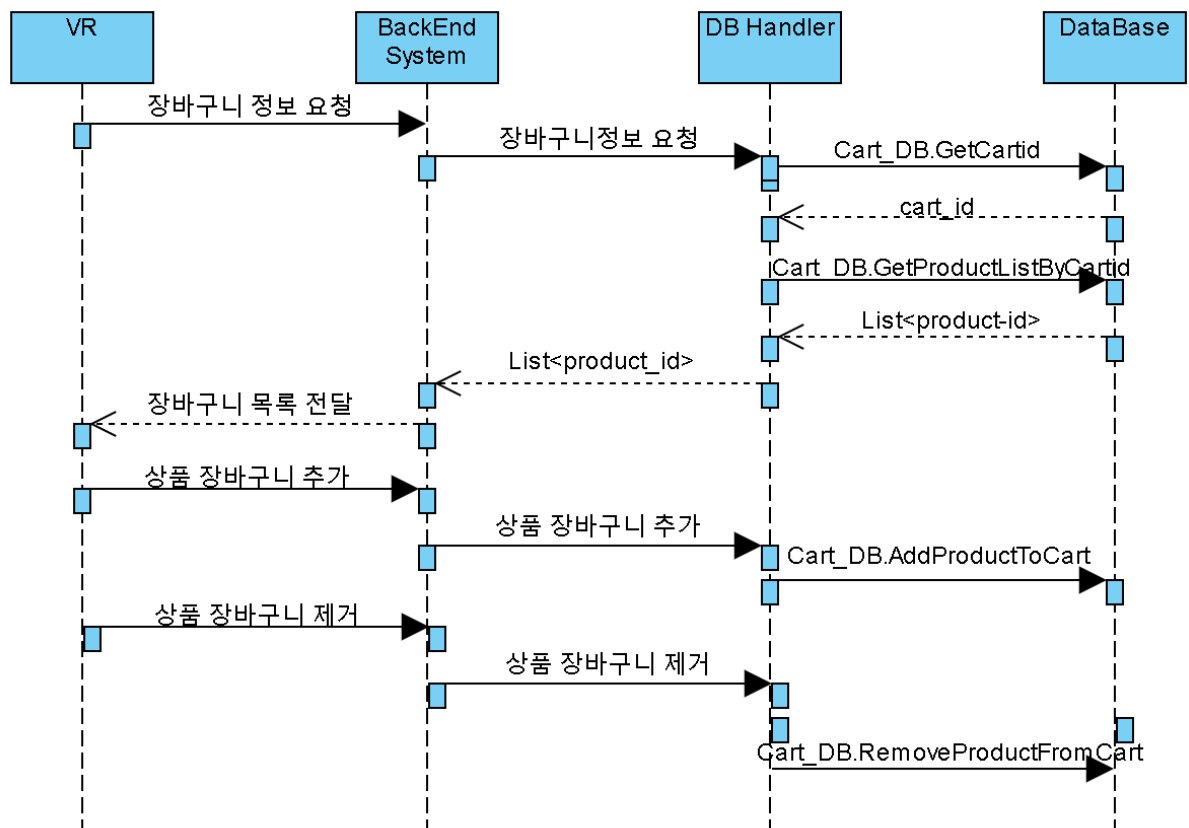 VR
BackEnd
System
DB Handler
DataBase
장바구니 정보 요청
장바구니정보 요청
Cart_DB.GetCartid
cart_id
Cart_DB.GetProductListByCartid
List<product-id>
List<product_id>
장바구니 목록 전달
상품 장바구니 추가
상품 장바구니 추가
Cart_DB.AddProductToCart
상품 장바구니 제거
상품 장바구니 제거
Cart_DB.RemoveProductFromCart